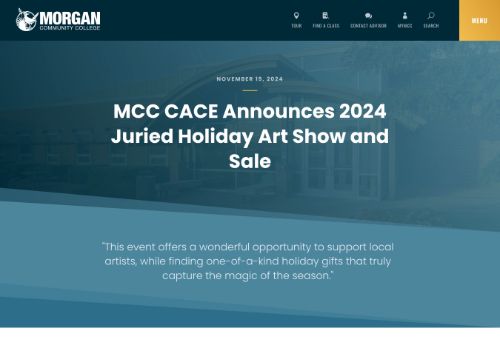 MORGAN
COMMUNITY COLLEGE
TOUR
FIND A CLASS
CONTACT ADVISOR
MYMCC
SEARCH
MENU
NOVEMBER 15, 2024
MCC CACE Announces 2024
Juried Holiday Art Show and
Sale
"This event offers a wonderful opportunity to support local
artists, while finding one-of-a-kind holiday gifts that truly
capture the magic of the season."